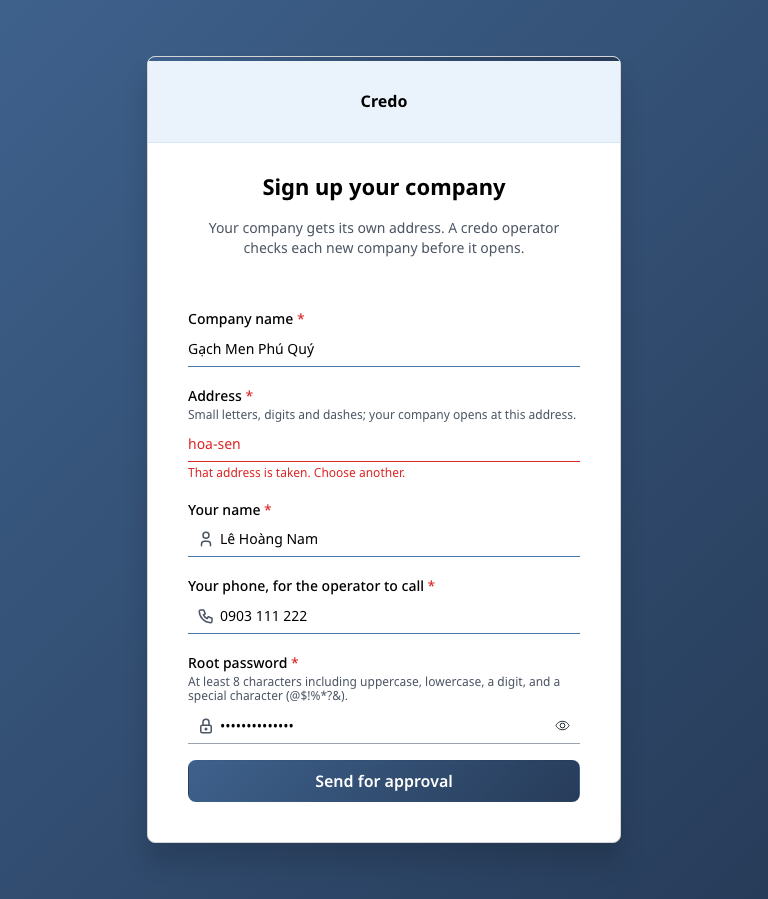 Credo
Sign up your company
Your company gets its own address. A credo operator
checks each new company before it opens.
Company name *
Gạch Men Phú Quý
Address *
Small letters, digits and dashes; your company opens at this address.
hoa-sen
That address is taken. Choose another.
Your name *
Lê Hoàng Nam
Your phone, for the operator to call *
0903 111 222
Root password *
At least 8 characters including uppercase, lowercase, a digit, and a
special character (@$!%*?&).
••••••••••••••
Send for approval